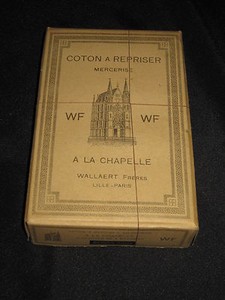 COTON A REPRISER
MERCERISÉ
WF WF
A LA CHAPELLE
WALLAERT FRÈRES
LILLE-PARIS
WF